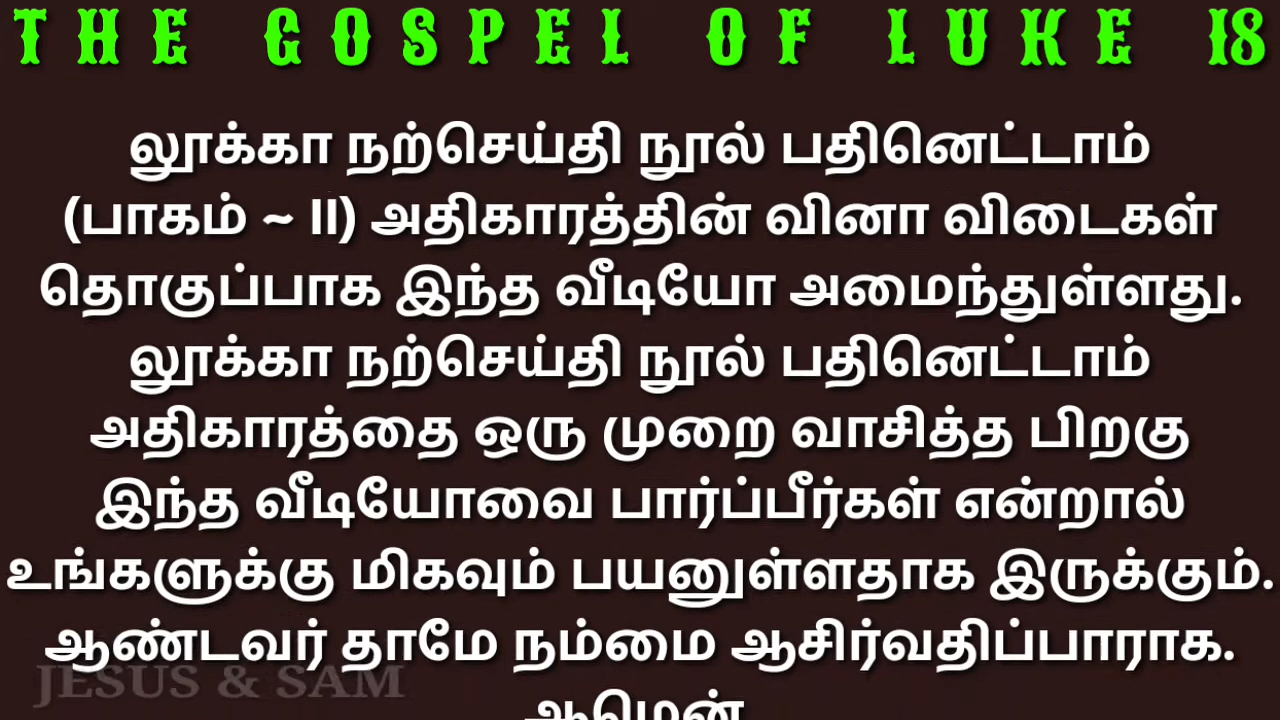 THE GOSPEL OF LUKE 18
லூக்கா நற்செய்தி நூல் பதினெட்டாம்
(பாகம் ~ II) அதிகாரத்தின் வினா விடைகள்
தொகுப்பாக இந்த வீடியோ அமைந்துள்ளது.
லூக்கா நற்செய்தி நூல் பதினெட்டாம்
அதிகாரத்தை ஒரு முறை வாசித்த பிறகு
இந்த வீடியோவை பார்ப்பீர்கள் என்றால்
உங்களுக்கு மிகவும் பயனுள்ளதாக இருக்கும்.
ஆண்டவர் தாமே நம்மை ஆசிர்வதிப்பாராக.
JESUS & SAM
ஆமென்